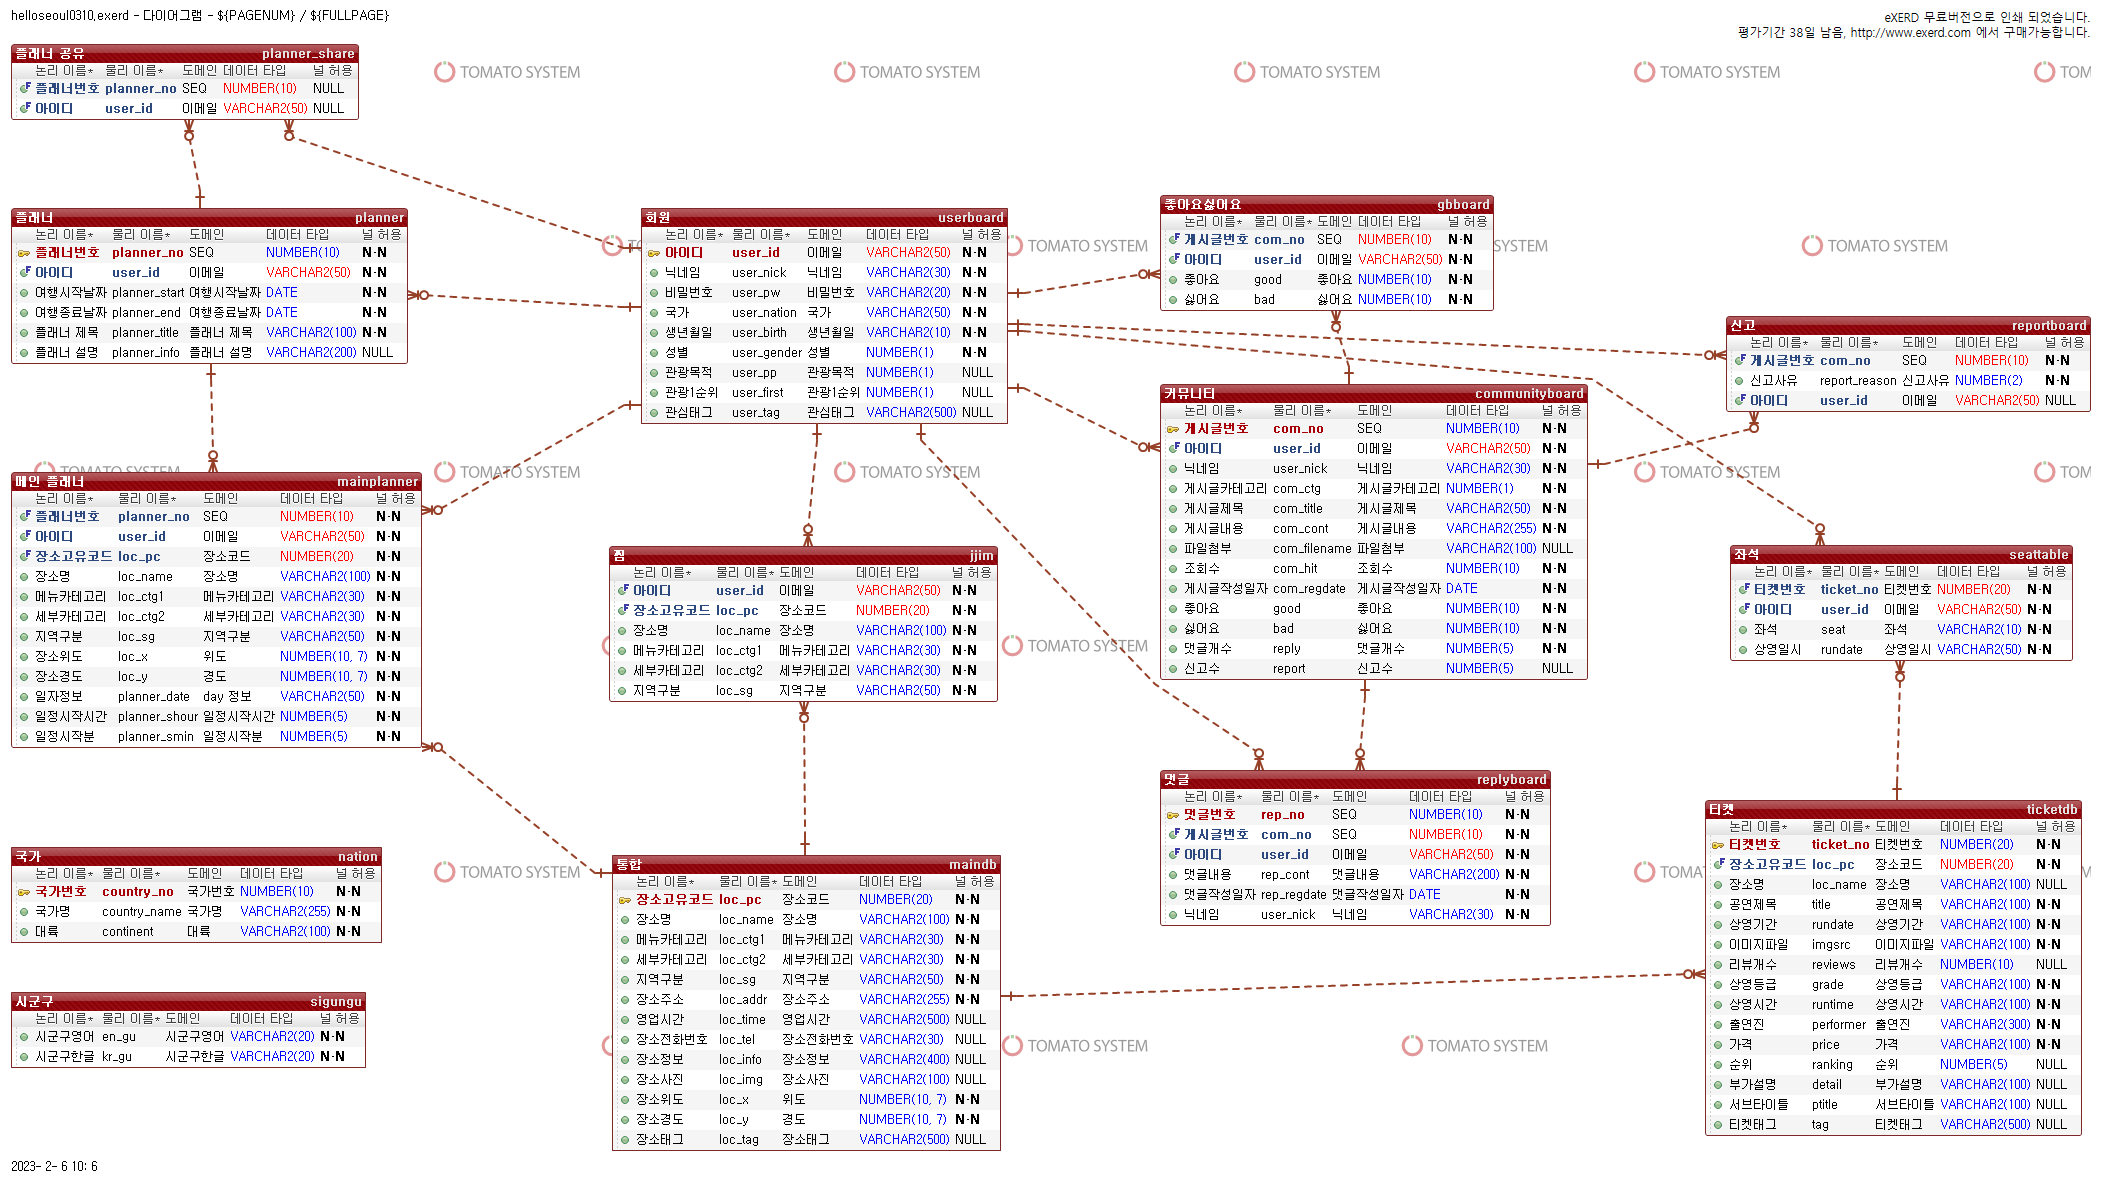 helloseoul0310.exerd - 다이어그램 - ${PAGENUM} / ${FULLPAGE}
eXERD 무료버전으로 인쇄 되었습니다.
평가기간 38일 남음, http://www.exerd.com 에서 구매가능합니다.
플래너 공유 planner_share
논리 이름* 물리 이름* 도메인 데이터 타입 널 허용
플래너번호 planner_no SEQ NUMBER(10) NULL
아이디 user_id 이메일 VARCHAR2(50) NULL
TOMATO SYSTEM TOMATO SYSTEM TOMATO SYSTEM TOMATO SYSTEM TOM
플래너 planner
논리 이름* 물리 이름* 도메인 데이터 타입 널 허용
플래너번호 planner_no SEQ NUMBER(10) N-N
아이디 user_id 이메일 VARCHAR2(50) N-N
여행시작날짜 planner_start 여행시작날짜 DATE N-N
여행종료날짜 planner_end 여행종료날짜 DATE N-N
플래너 제목 planner_title 플래너 제목 VARCHAR2(100) N-N
플래너 설명 planner_info 플래너 설명 VARCHAR2(200) NULL
회원 userboard
논리 이름* 물리 이름* 도메인 데이터 타입 널 허용
아이디 user_id 이메일 VARCHAR2(50) N-N
닉네임 user_nick 닉네임 VARCHAR2(30) N-N
비밀번호 user_pw 비밀번호 VARCHAR2(20) N-N
국가 user_nation 국가 VARCHAR2(50) N-N
생년월일 user_birth 생년월일 VARCHAR2(10) N-N
성별 user_gender 성별 NUMBER(1) N-N
관광목적 user_pp 관광목적 NUMBER(1) NULL
관광1순위 user_first 관광1순위 NUMBER(1) NULL
관심태그 user_tag 관심태그 VARCHAR2(500) NULL
좋아요싫어요 gbboard
논리 이름* 물리 이름* 도메인 데이터 타입 널 허용
게시글번호 com_no SEQ NUMBER(10) N-N
아이디 user_id 이메일 VARCHAR2(50) N-N
좋아요 good 좋아요 NUMBER(10) N-N
싫어요 bad 싫어요 NUMBER(10) N-N
TOMATO SYSTEM SYSTEM TOMATO SYSTEM
신고 reportboard
논리 이름* 물리 이름* 도메인 데이터 타입 널 허용
게시글번호 com_no SEQ NUMBER(10) N-N
신고사유 report_reason 신고사유 NUMBER(2) N-N
아이디 user_id 이메일 VARCHAR2(50) NULL
커뮤니티 communityboard
논리 이름* 물리 이름* 도메인 데이터 타입 널 허용
게시글번호 com_no SEQ NUMBER(10) N-N
아이디 user_id 이메일 VARCHAR2(50) N-N
닉네임 user_nick 닉네임 VARCHAR2(30) N-N
게시글카테고리 com_ctg 게시글카테고리 NUMBER(1) N-N
게시글제목 com_title 게시글제목 VARCHAR2(50) N-N
게시글내용 com_cont 게시글내용 VARCHAR2(255) N-N
파일첨부 com_filename 파일첨부 VARCHAR2(100) NULL
조회수 com_hit 조회수 NUMBER(10) N-N
게시글작성일자 com_regdate 게시글작성일자 DATE N-N
좋아요 good 좋아요 NUMBER(10) N-N
싫어요 bad 싫어요 NUMBER(10) N-N
댓글개수 reply 댓글개수 NUMBER(5) N-N
신고수 report 신고수 NUMBER(5) NULL
TOMATO SYSTEM TOMATO SYSTEM TOMATO SYSTEM TOMATO SYSTEM TOM
메인 플래너 mainplanner
논리 이름* 물리 이름* 도메인 데이터 타입 널 허용
플래너번호 planner_no SEQ NUMBER(10) N-N
아이디 user_id 이메일 VARCHAR2(50) N-N
장소고유코드 loc_pc 장소코드 NUMBER(20) N-N
장소명 loc_name 장소명 VARCHAR2(100) N-N
메뉴카테고리 loc_ctg1 메뉴카테고리 VARCHAR2(30) N-N
세부카테고리 loc_ctg2 세부카테고리 VARCHAR2(30) N-N
지역구분 loc_sg 지역구분 VARCHAR2(50) N-N
장소위도 loc_x 위도 NUMBER(10, 7) N-N
장소경도 loc_y 경도 NUMBER(10, 7) N-N
일자정보 planner_date day 정보 VARCHAR2(50) N-N
일정시작시간 planner_shour 일정시작시간 NUMBER(5) N-N
일정시작분 planner_smin 일정시작분 NUMBER(5) N-N
찜 jjim
논리 이름* 물리 이름* 도메인 데이터 타입 널 허용
아이디 user_id 이메일 VARCHAR2(50) N-N
장소고유코드 loc_pc 장소코드 NUMBER(20) N-N
장소명 loc_name 장소명 VARCHAR2(100) N-N
메뉴카테고리 loc_ctg1 메뉴카테고리 VARCHAR2(30) N-N
세부카테고리 loc_ctg2 세부카테고리 VARCHAR2(30) N-N
지역구분 loc_sg 지역구분 VARCHAR2(50) N-N
TOMATO SYSTEM
좌석 seattable
논리 이름* 물리 이름* 도메인 데이터 타입 널 허용
티켓번호 ticket_no 티켓번호 NUMBER(20) N-N
아이디 user_id 이메일 VARCHAR2(50) N-N
좌석 seat 좌석 VARCHAR2(10) N-N
상영일시 rundate 상영일시 VARCHAR2(50) N-N
댓글 replyboard
논리 이름* 물리 이름* 도메인 데이터 타입 널 허용
댓글번호 rep_no SEQ NUMBER(10) N-N
게시글번호 com_no SEQ NUMBER(10) N-N
아이디 user_id 이메일 VARCHAR2(50) N-N
댓글내용 rep_cont 댓글내용 VARCHAR2(200) N-N
댓글작성일자 rep_regdate 댓글작성일자 DATE N-N
닉네임 user_nick 닉네임 VARCHAR2(30) N-N
국가 nation
논리 이름* 물리 이름* 도메인 데이터 타입 널 허용
국가번호 country_no 국가번호 NUMBER(10) N-N
국가명 country_name 국가명 VARCHAR2(255) N-N
대륙 continent 대륙 VARCHAR2(100) N-N
TOMATO SYSTEM TOMA M
통합 maindb
논리 이름* 물리 이름* 도메인 데이터 타입 널 허용
장소고유코드 loc_pc 장소코드 NUMBER(20) N-N
장소명 loc_name 장소명 VARCHAR2(100) N-N
메뉴카테고리 loc_ctg1 메뉴카테고리 VARCHAR2(30) N-N
세부카테고리 loc_ctg2 세부카테고리 VARCHAR2(30) N-N
지역구분 loc_sg 지역구분 VARCHAR2(50) N-N
장소주소 loc_addr 장소주소 VARCHAR2(255) N-N
영업시간 loc_time 영업시간 VARCHAR2(500) NULL
장소전화번호 loc_tel 장소전화번호 VARCHAR2(30) NULL
장소정보 loc_info 장소정보 VARCHAR2(400) NULL
장소사진 loc_img 장소사진 VARCHAR2(100) NULL
장소위도 loc_x 위도 NUMBER(10, 7) N-N
장소경도 loc_y 경도 NUMBER(10, 7) N-N
장소태그 loc_tag 장소태그 VARCHAR2(500) NULL
티켓 ticketdb
논리 이름* 물리 이름* 도메인 데이터 타입 널 허용
티켓번호 ticket_no 티켓번호 NUMBER(20) N-N
장소고유코드 loc_pc 장소코드 NUMBER(20) N-N
장소명 loc_name 장소명 VARCHAR2(100) NULL
공연제목 title 공연제목 VARCHAR2(100) N-N
상영기간 rundate 상영기간 VARCHAR2(100) N-N
이미지파일 imgsrc 이미지파일 VARCHAR2(100) N-N
리뷰개수 reviews 리뷰개수 NUMBER(10) NULL
상영등급 grade 상영등급 VARCHAR2(100) N-N
상영시간 runtime 상영시간 VARCHAR2(100) N-N
출연진 performer 출연진 VARCHAR2(300) N-N
가격 price 가격 VARCHAR2(100) N-N
순위 ranking 순위 NUMBER(5) NULL
부가설명 detail 부가설명 VARCHAR2(100) NULL
서브타이틀 ptitle 서브타이틀 VARCHAR2(100) NULL
티켓태그 tag 티켓태그 VARCHAR2(500) NULL
시군구 sigungu
논리 이름* 물리 이름* 도메인 데이터 타입 널 허용
시군구영어 en_gu 시군구영어 VARCHAR2(20) N-N
시군구한글 kr_gu 시군구한글 VARCHAR2(20) N-N
TOMATO SYSTEM TOMATO SYSTEM
2023- 2- 6 10: 6